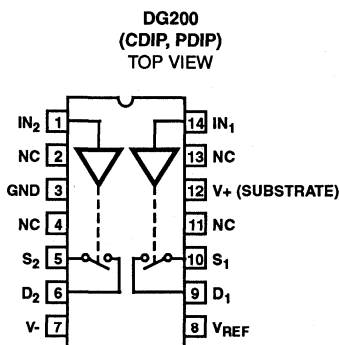 DG200
(CDIP, PDIP)
TOP VIEW
IN2 1 14 IN1
NC 2 13 NC
GND 3 12 V+ (SUBSTRATE)
NC 4 11 NC
S2 5 10 S1
D2 6 9 D1
V- 7 8 VREF